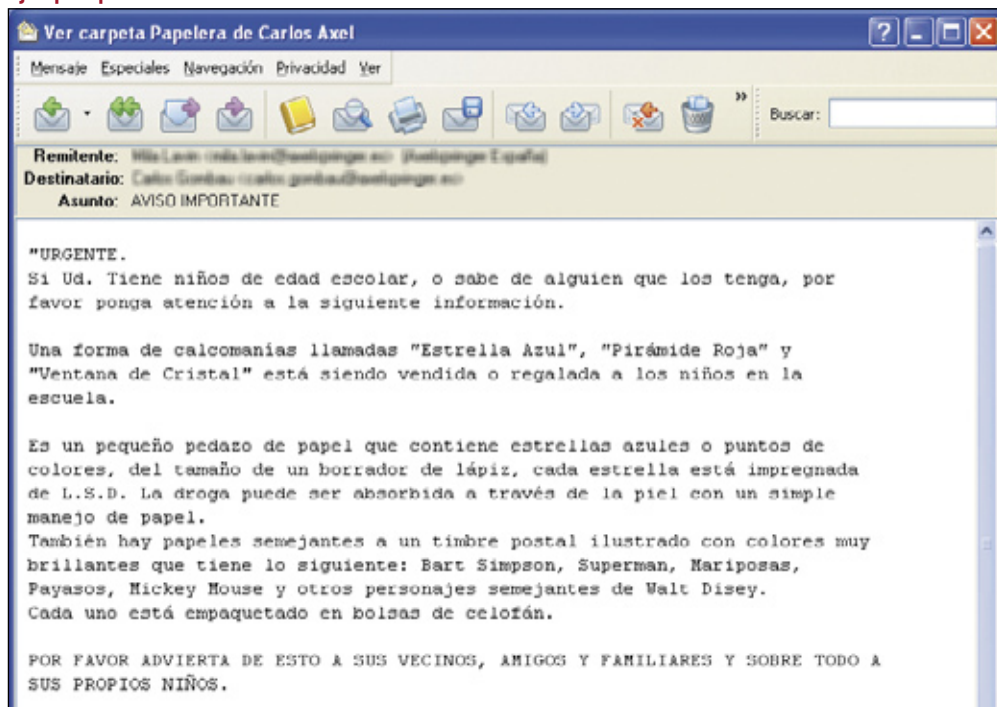 Ver carpeta Papelera de Carlos Axel
Mensaje Especiales Navegación Privacidad Ver
» Buscar:
Remitente:
Destinatario:
Asunto: AVISO IMPORTANTE
"URGENTE.
Si Ud. Tiene niños de edad escolar, o sabe de alguien que los tenga, por
favor ponga atención a la siguiente información.
Una forma de calcomanías llamadas "Estrella Azul", "Pirámide Roja" y
"Ventana de Cristal" está siendo vendida o regalada a los niños en la
escuela.
Es un pequeño pedazo de papel que contiene estrellas azules o puntos de
colores, del tamaño de un borrador de lápiz, cada estrella está impregnada
de L.S.D. La droga puede ser absorbida a través de la piel con un simple
manejo de papel.
También hay papeles semejantes a un timbre postal ilustrado con colores muy
brillantes que tiene lo siguiente: Bart Simpson, Superman, Mariposas,
Payasos, Mickey Mouse y otros personajes semejantes de Walt Disey.
Cada uno está empaquetado en bolsas de celofán.
POR FAVOR ADVIERTA DE ESTO A SUS VECINOS, AMIGOS Y FAMILIARES Y SOBRE TODO A
SUS PROPIOS NIÑOS.